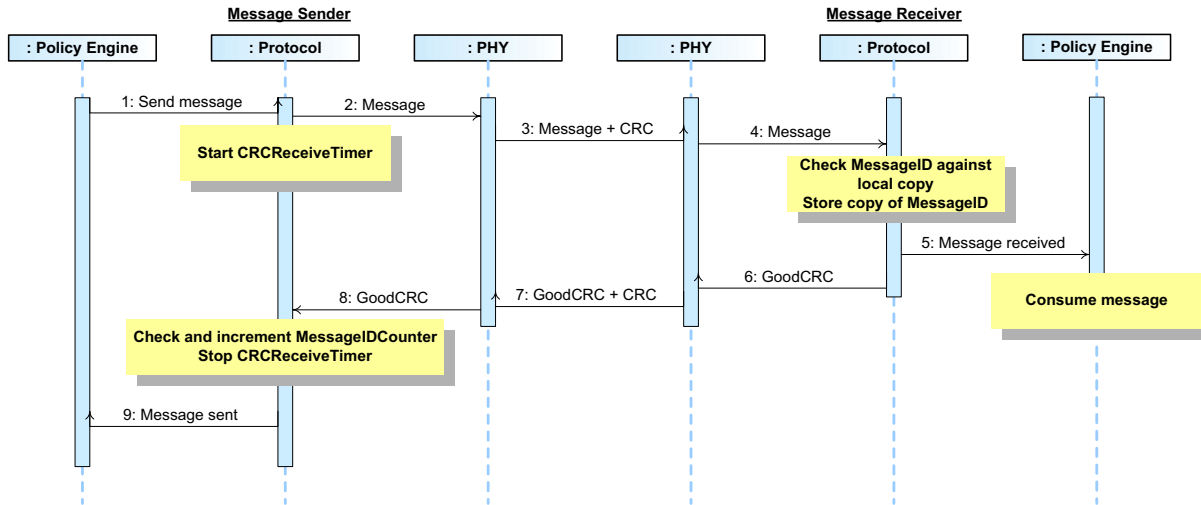 Message Sender
Message Receiver
: Policy Engine
: Protocol
: PHY
: PHY
: Protocol
: Policy Engine
1: Send message
2: Message
3: Message + CRC
4: Message
Start CRCReceiveTimer
Check MessageID against
local copy
Store copy of MessageID
5: Message received
6: GoodCRC
7: GoodCRC + CRC
8: GoodCRC
Consume message
Check and increment MessageIDCounter
Stop CRCReceiveTimer
9: Message sent